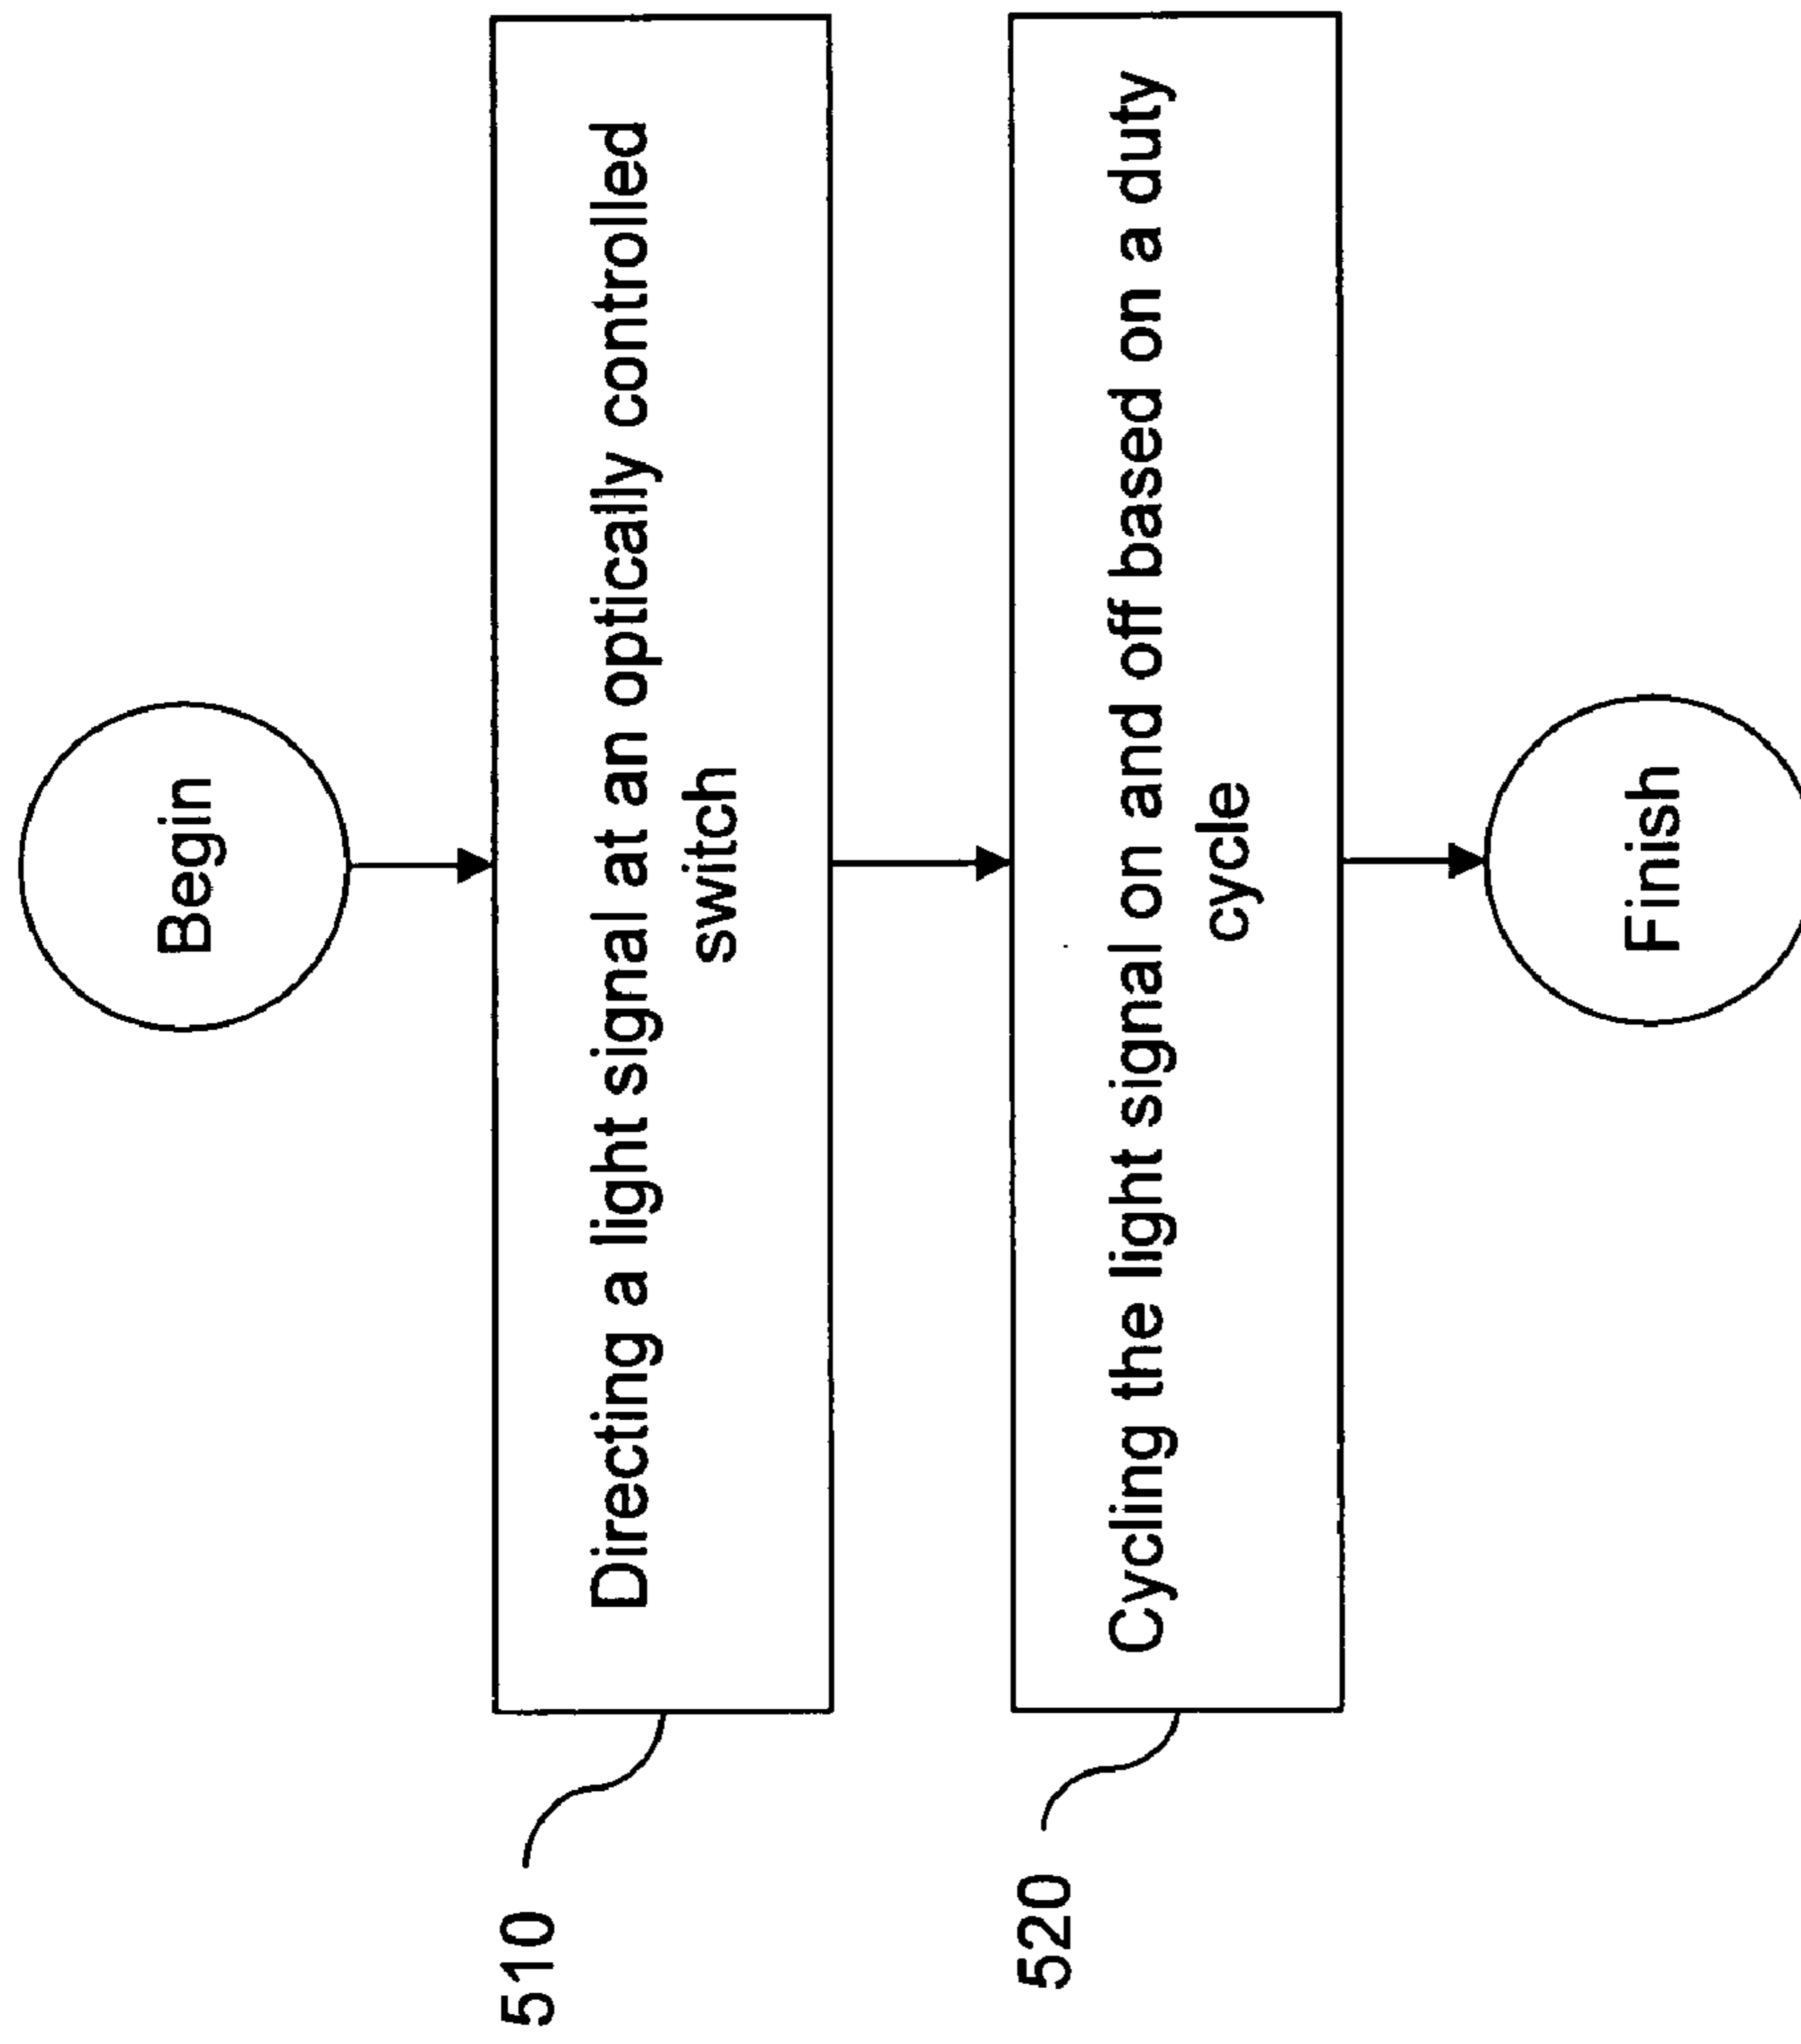 Begin
Directing a light signal at an optically controlled
switch
510
Cycling the light signal on and off based on a duty
cycle
520
Finish